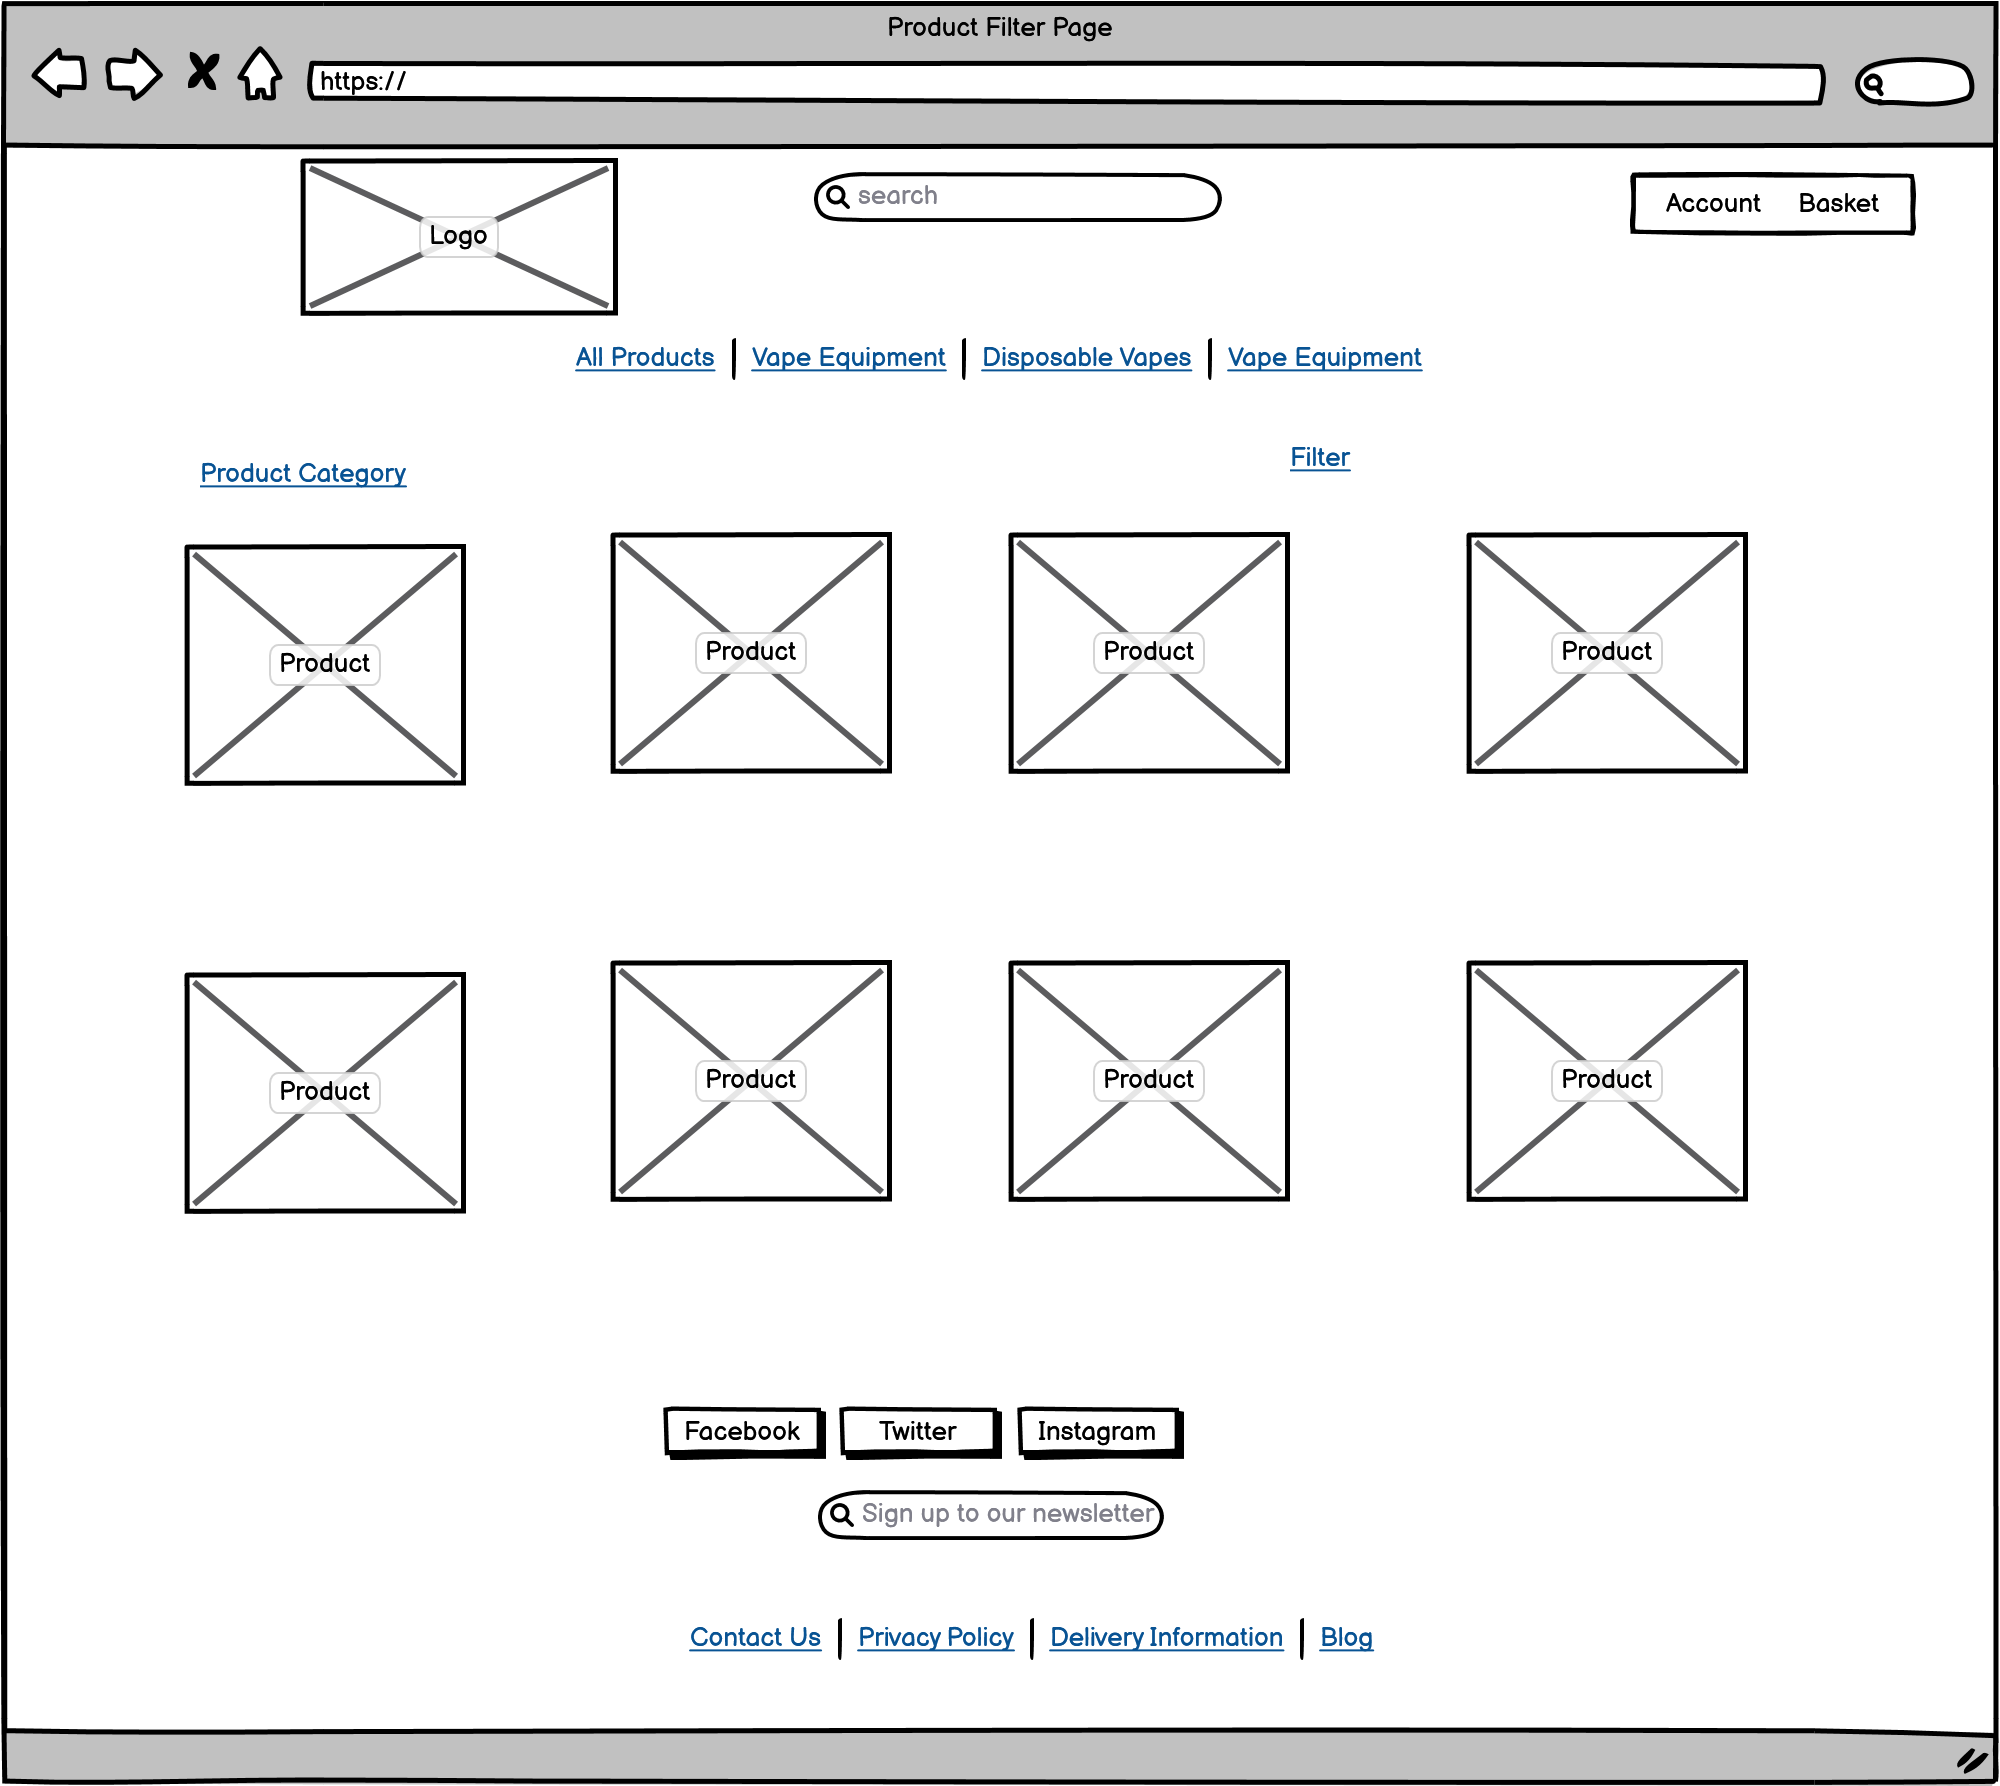 Product Filter Page
https://
Logo
search
Account Basket
All Products Vape Equipment Disposable Vapes Vape Equipment
Product Category
Filter
Product Product Product Product
Product Product Product Product
Facebook Twitter Instagram
Sign up to our newsletter
Contact Us Privacy Policy Delivery Information Blog